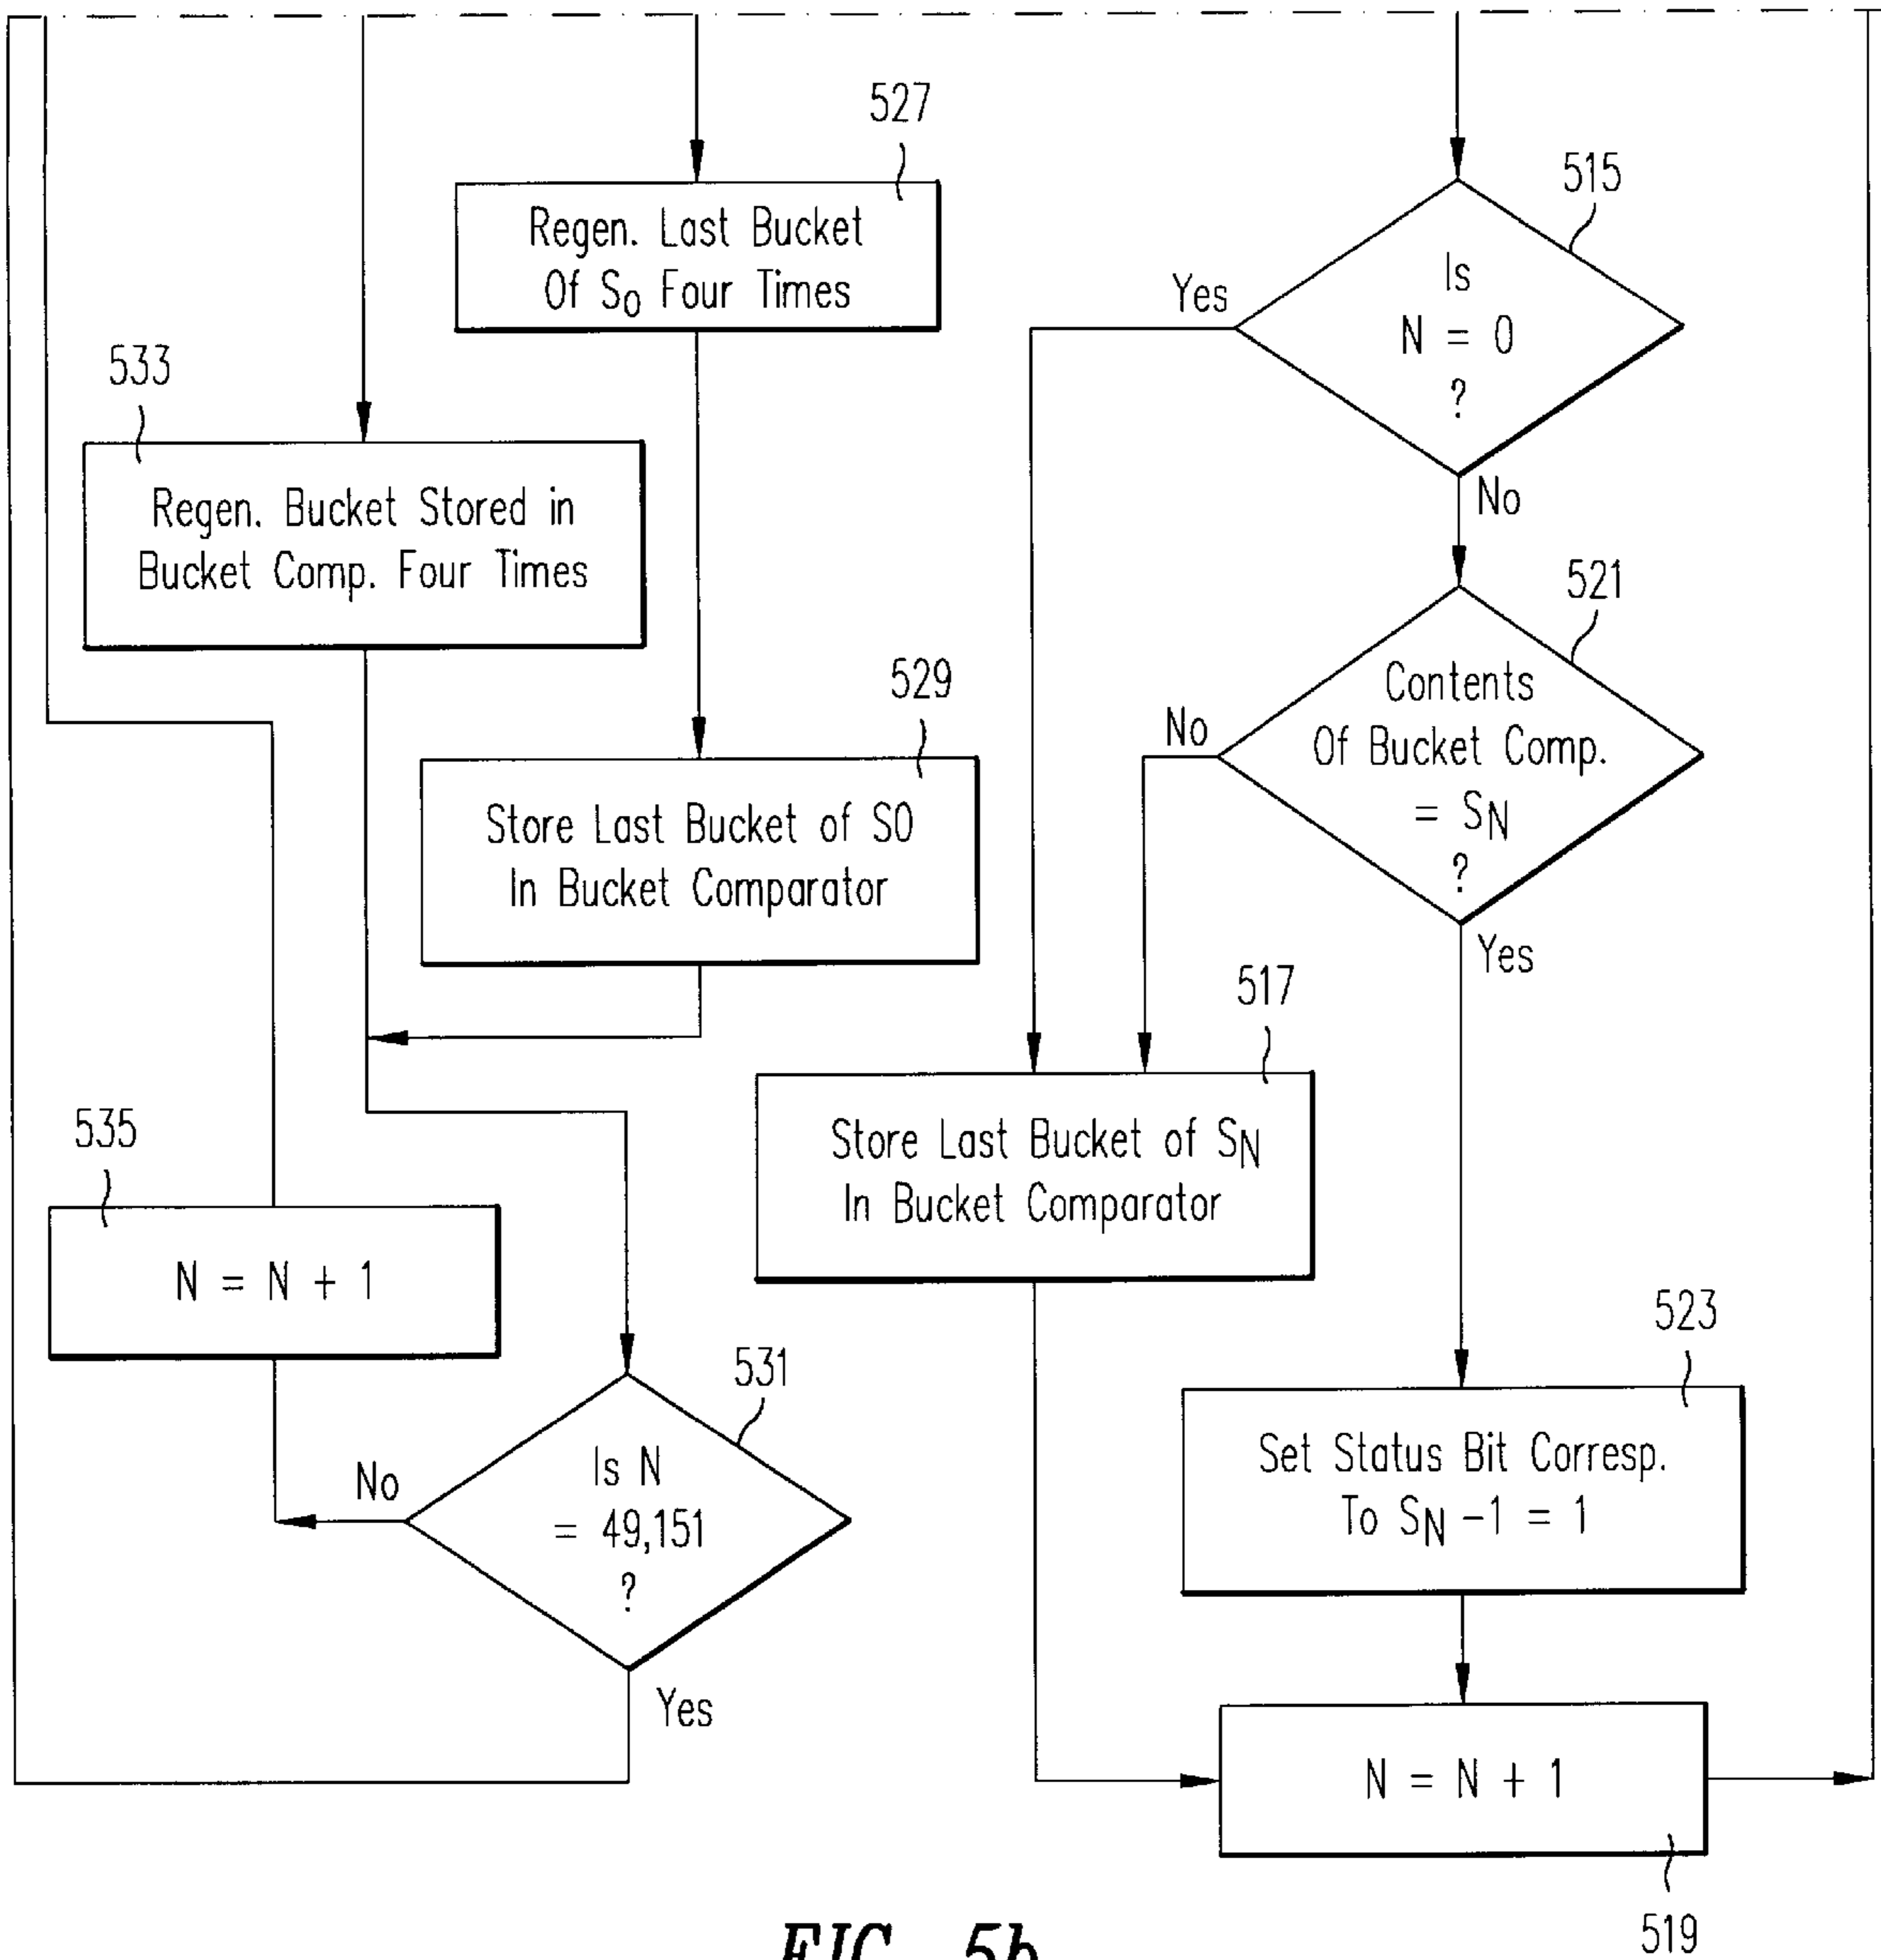 527
Regen. Last Bucket
Of S0 Four Times
515
Is
N = 0
?
Yes
No
533
Regen. Bucket Stored in
Bucket Comp. Four Times
521
Contents
Of Bucket Comp.
= SN
?
No
Yes
529
Store Last Bucket of S0
In Bucket Comparator
517
Store Last Bucket of SN
In Bucket Comparator
535
N = N + 1
531
Is N
= 49,151
?
No
Yes
523
Set Status Bit Corresp.
To SN -1 = 1
N = N + 1
519
FIG. 5b